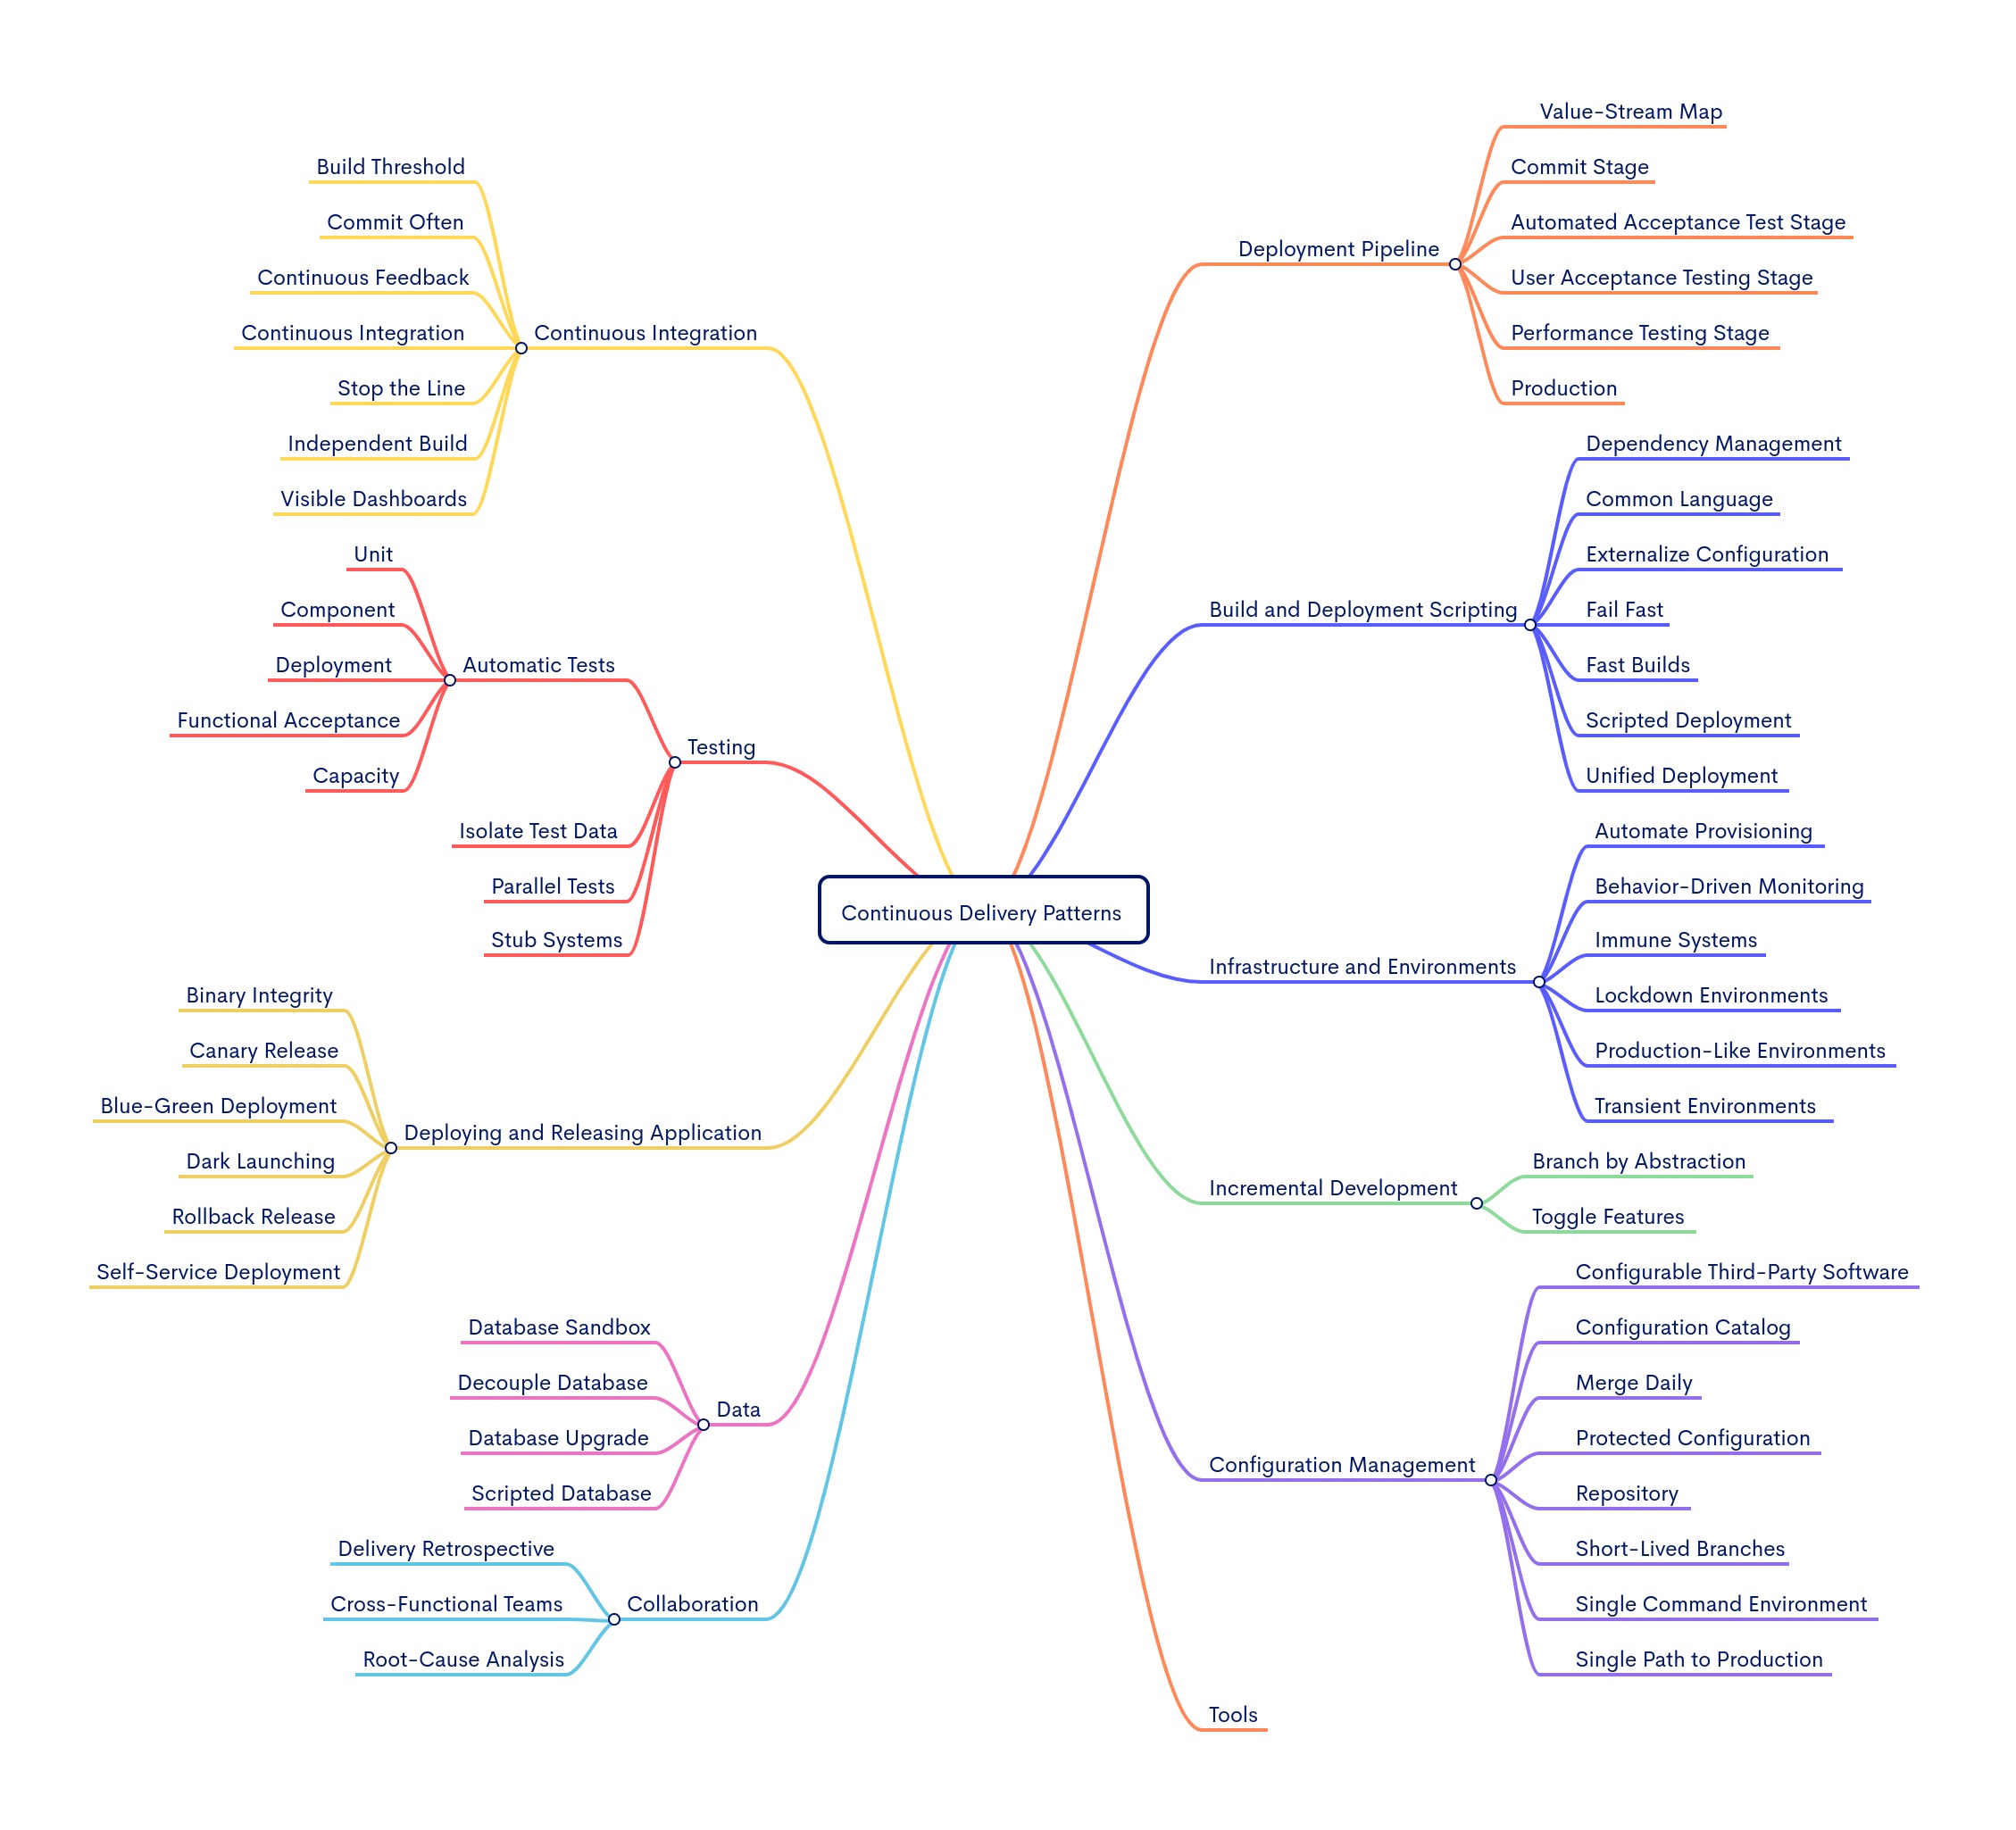 Continuous Delivery Patterns
Deployment Pipeline
Value-Stream Map
Commit Stage
Automated Acceptance Test Stage
User Acceptance Testing Stage
Performance Testing Stage
Production
Build and Deployment Scripting
Dependency Management
Common Language
Externalize Configuration
Fail Fast
Fast Builds
Scripted Deployment
Unified Deployment
Infrastructure and Environments
Automate Provisioning
Behavior-Driven Monitoring
Immune Systems
Lockdown Environments
Production-Like Environments
Transient Environments
Incremental Development
Branch by Abstraction
Toggle Features
Configuration Management
Configurable Third-Party Software
Configuration Catalog
Merge Daily
Protected Configuration
Repository
Short-Lived Branches
Single Command Environment
Single Path to Production
Tools
Continuous Integration
Build Threshold
Commit Often
Continuous Feedback
Continuous Integration
Stop the Line
Independent Build
Visible Dashboards
Testing
Automatic Tests
Unit
Component
Deployment
Functional Acceptance
Capacity
Isolate Test Data
Parallel Tests
Stub Systems
Deploying and Releasing Application
Binary Integrity
Canary Release
Blue-Green Deployment
Dark Launching
Rollback Release
Self-Service Deployment
Data
Database Sandbox
Decouple Database
Database Upgrade
Scripted Database
Collaboration
Delivery Retrospective
Cross-Functional Teams
Root-Cause Analysis